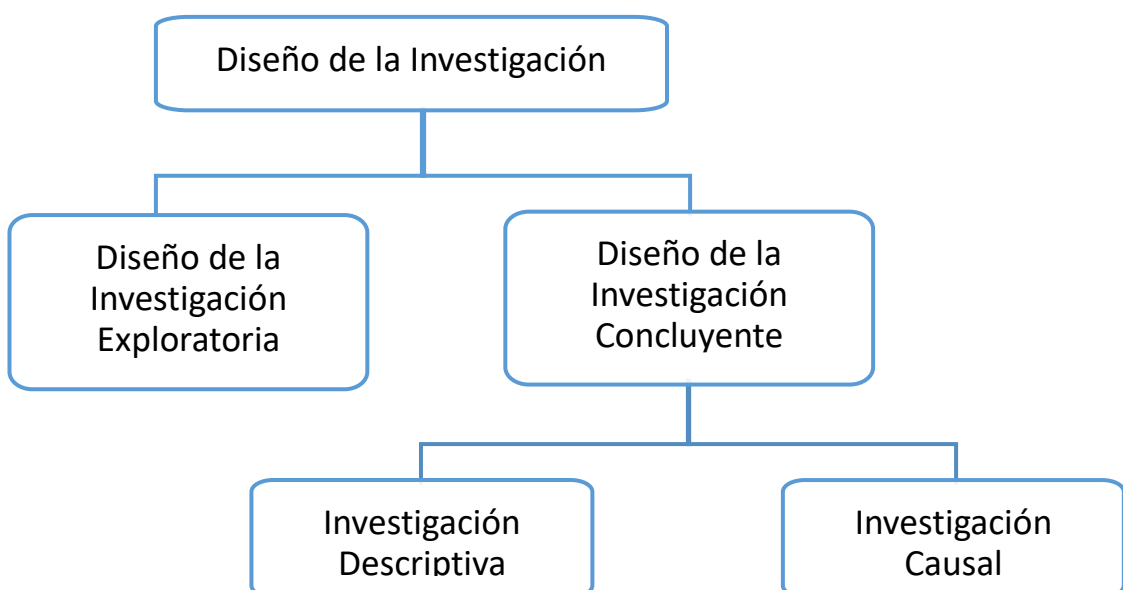 Diseño de la Investigación
Diseño de la
Investigación
Exploratoria
Diseño de la
Investigación
Concluyente
Investigación
Descriptiva
Investigación
Causal